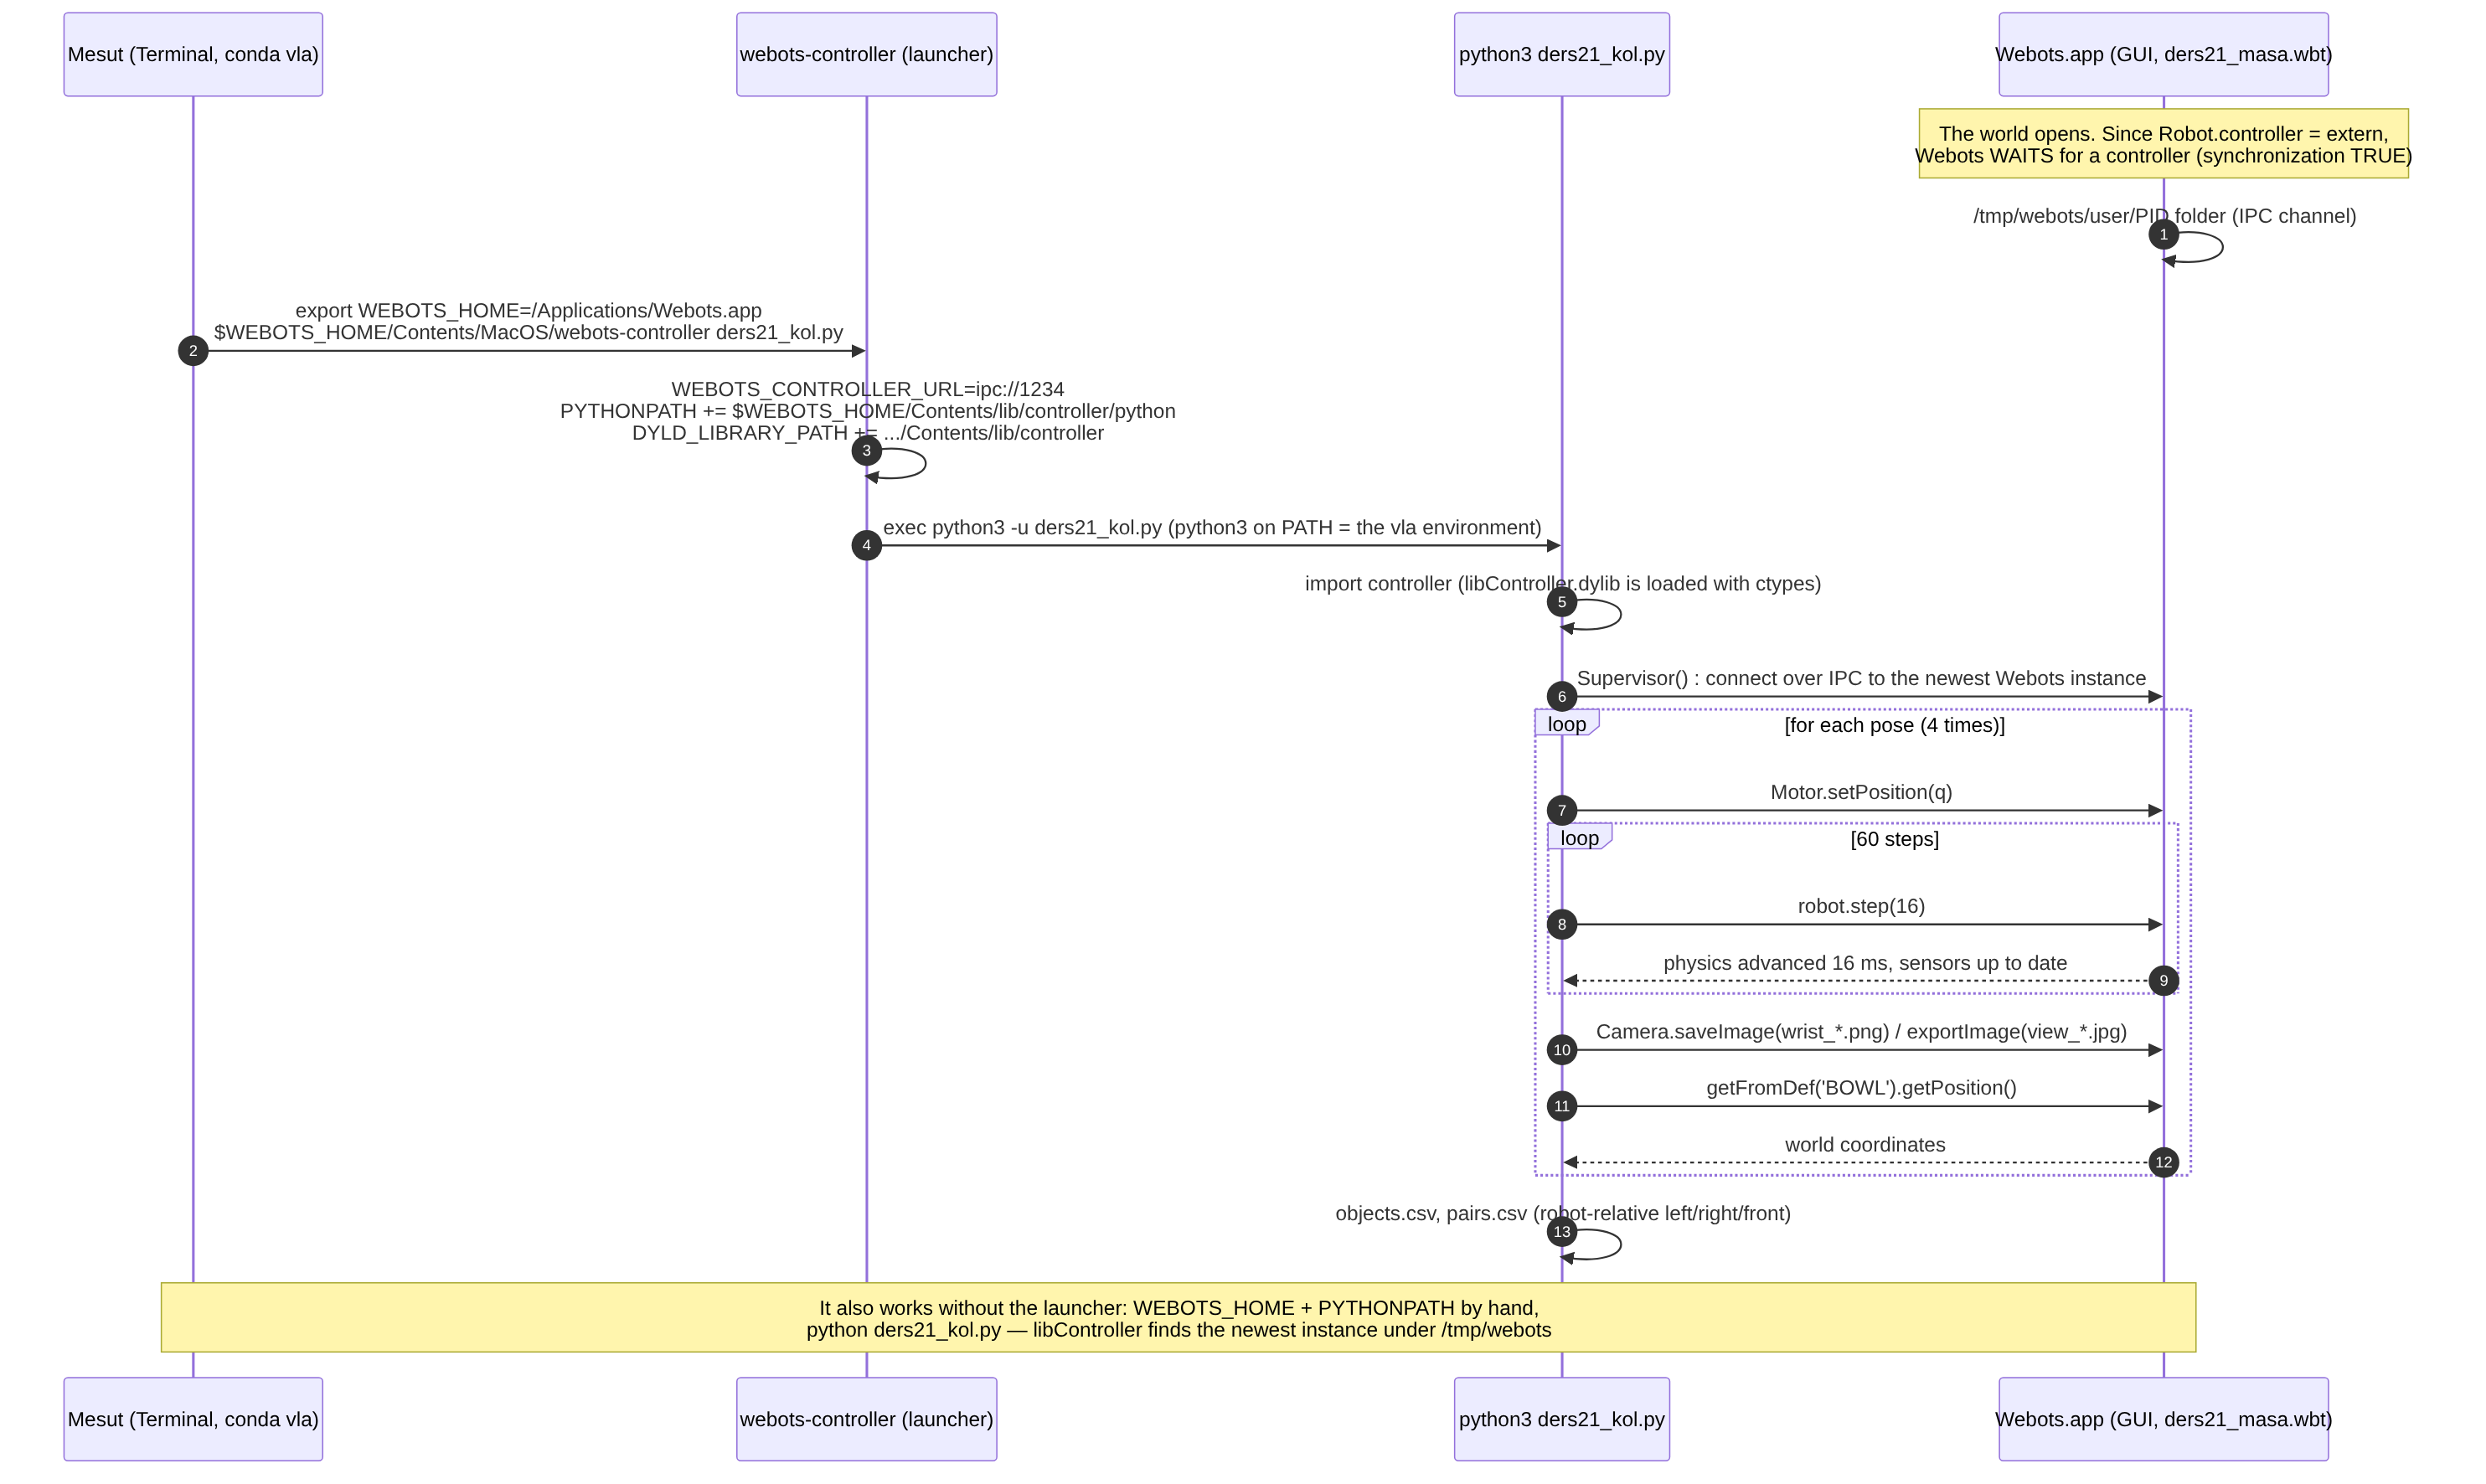 Mesut (Terminal, conda vla)
webots-controller (launcher)
python3 ders21_kol.py
Webots.app (GUI, ders21_masa.wbt)
The world opens. Since Robot.controller = extern,
Webots WAITS for a controller (synchronization TRUE)
/tmp/webots/user/PID folder (IPC channel)
1
export WEBOTS_HOME=/Applications/Webots.app
$WEBOTS_HOME/Contents/MacOS/webots-controller ders21_kol.py
2
WEBOTS_CONTROLLER_URL=ipc://1234
PYTHONPATH += $WEBOTS_HOME/Contents/lib/controller/python
DYLD_LIBRARY_PATH += .../Contents/lib/controller
3
exec python3 -u ders21_kol.py (python3 on PATH = the vla environment)
4
import controller (libController.dylib is loaded with ctypes)
5
Supervisor() : connect over IPC to the newest Webots instance
6
loop
[for each pose (4 times)]
Motor.setPosition(q)
7
loop
[60 steps]
robot.step(16)
8
physics advanced 16 ms, sensors up to date
9
Camera.saveImage(wrist_*.png) / exportImage(view_*.jpg)
10
getFromDef('BOWL').getPosition()
11
world coordinates
12
objects.csv, pairs.csv (robot-relative left/right/front)
13
It also works without the launcher: WEBOTS_HOME + PYTHONPATH by hand,
python ders21_kol.py — libController finds the newest instance under /tmp/webots
Mesut (Terminal, conda vla)
webots-controller (launcher)
python3 ders21_kol.py
Webots.app (GUI, ders21_masa.wbt)